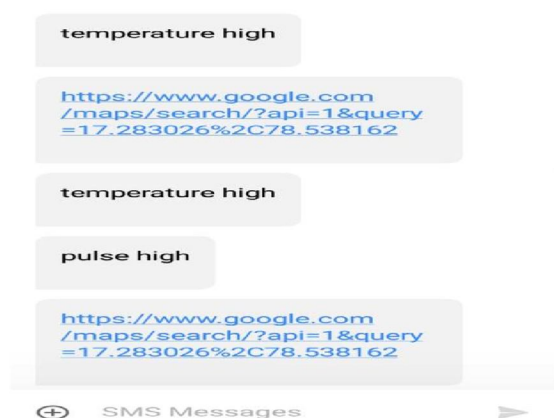 temperature high
https://www.google.com
/maps/search/?api=1&query
=17.283026%2C78.538162
temperature high
pulse high
https://www.google.com
/maps/search/?api=1&query
=17.283026%2C78.538162
SMS Messages